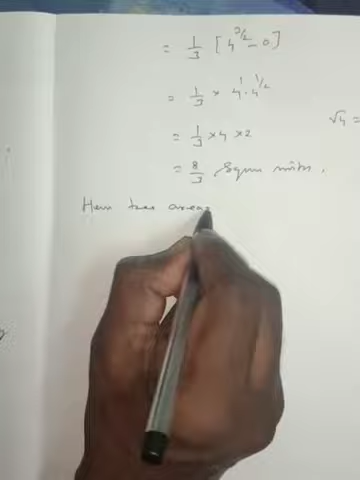 = 1/3 [4^3/2 - 0]
= 1/3 × 4^1 · 4^1/2
√4 =
= 1/3 × 4 × 2
= 8/3 Square units.
Hence the areas